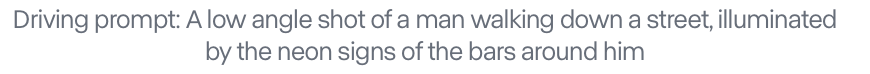 Driving prompt: A low angle shot of a man walking down a street, illuminated
by the neon signs of the bars around him